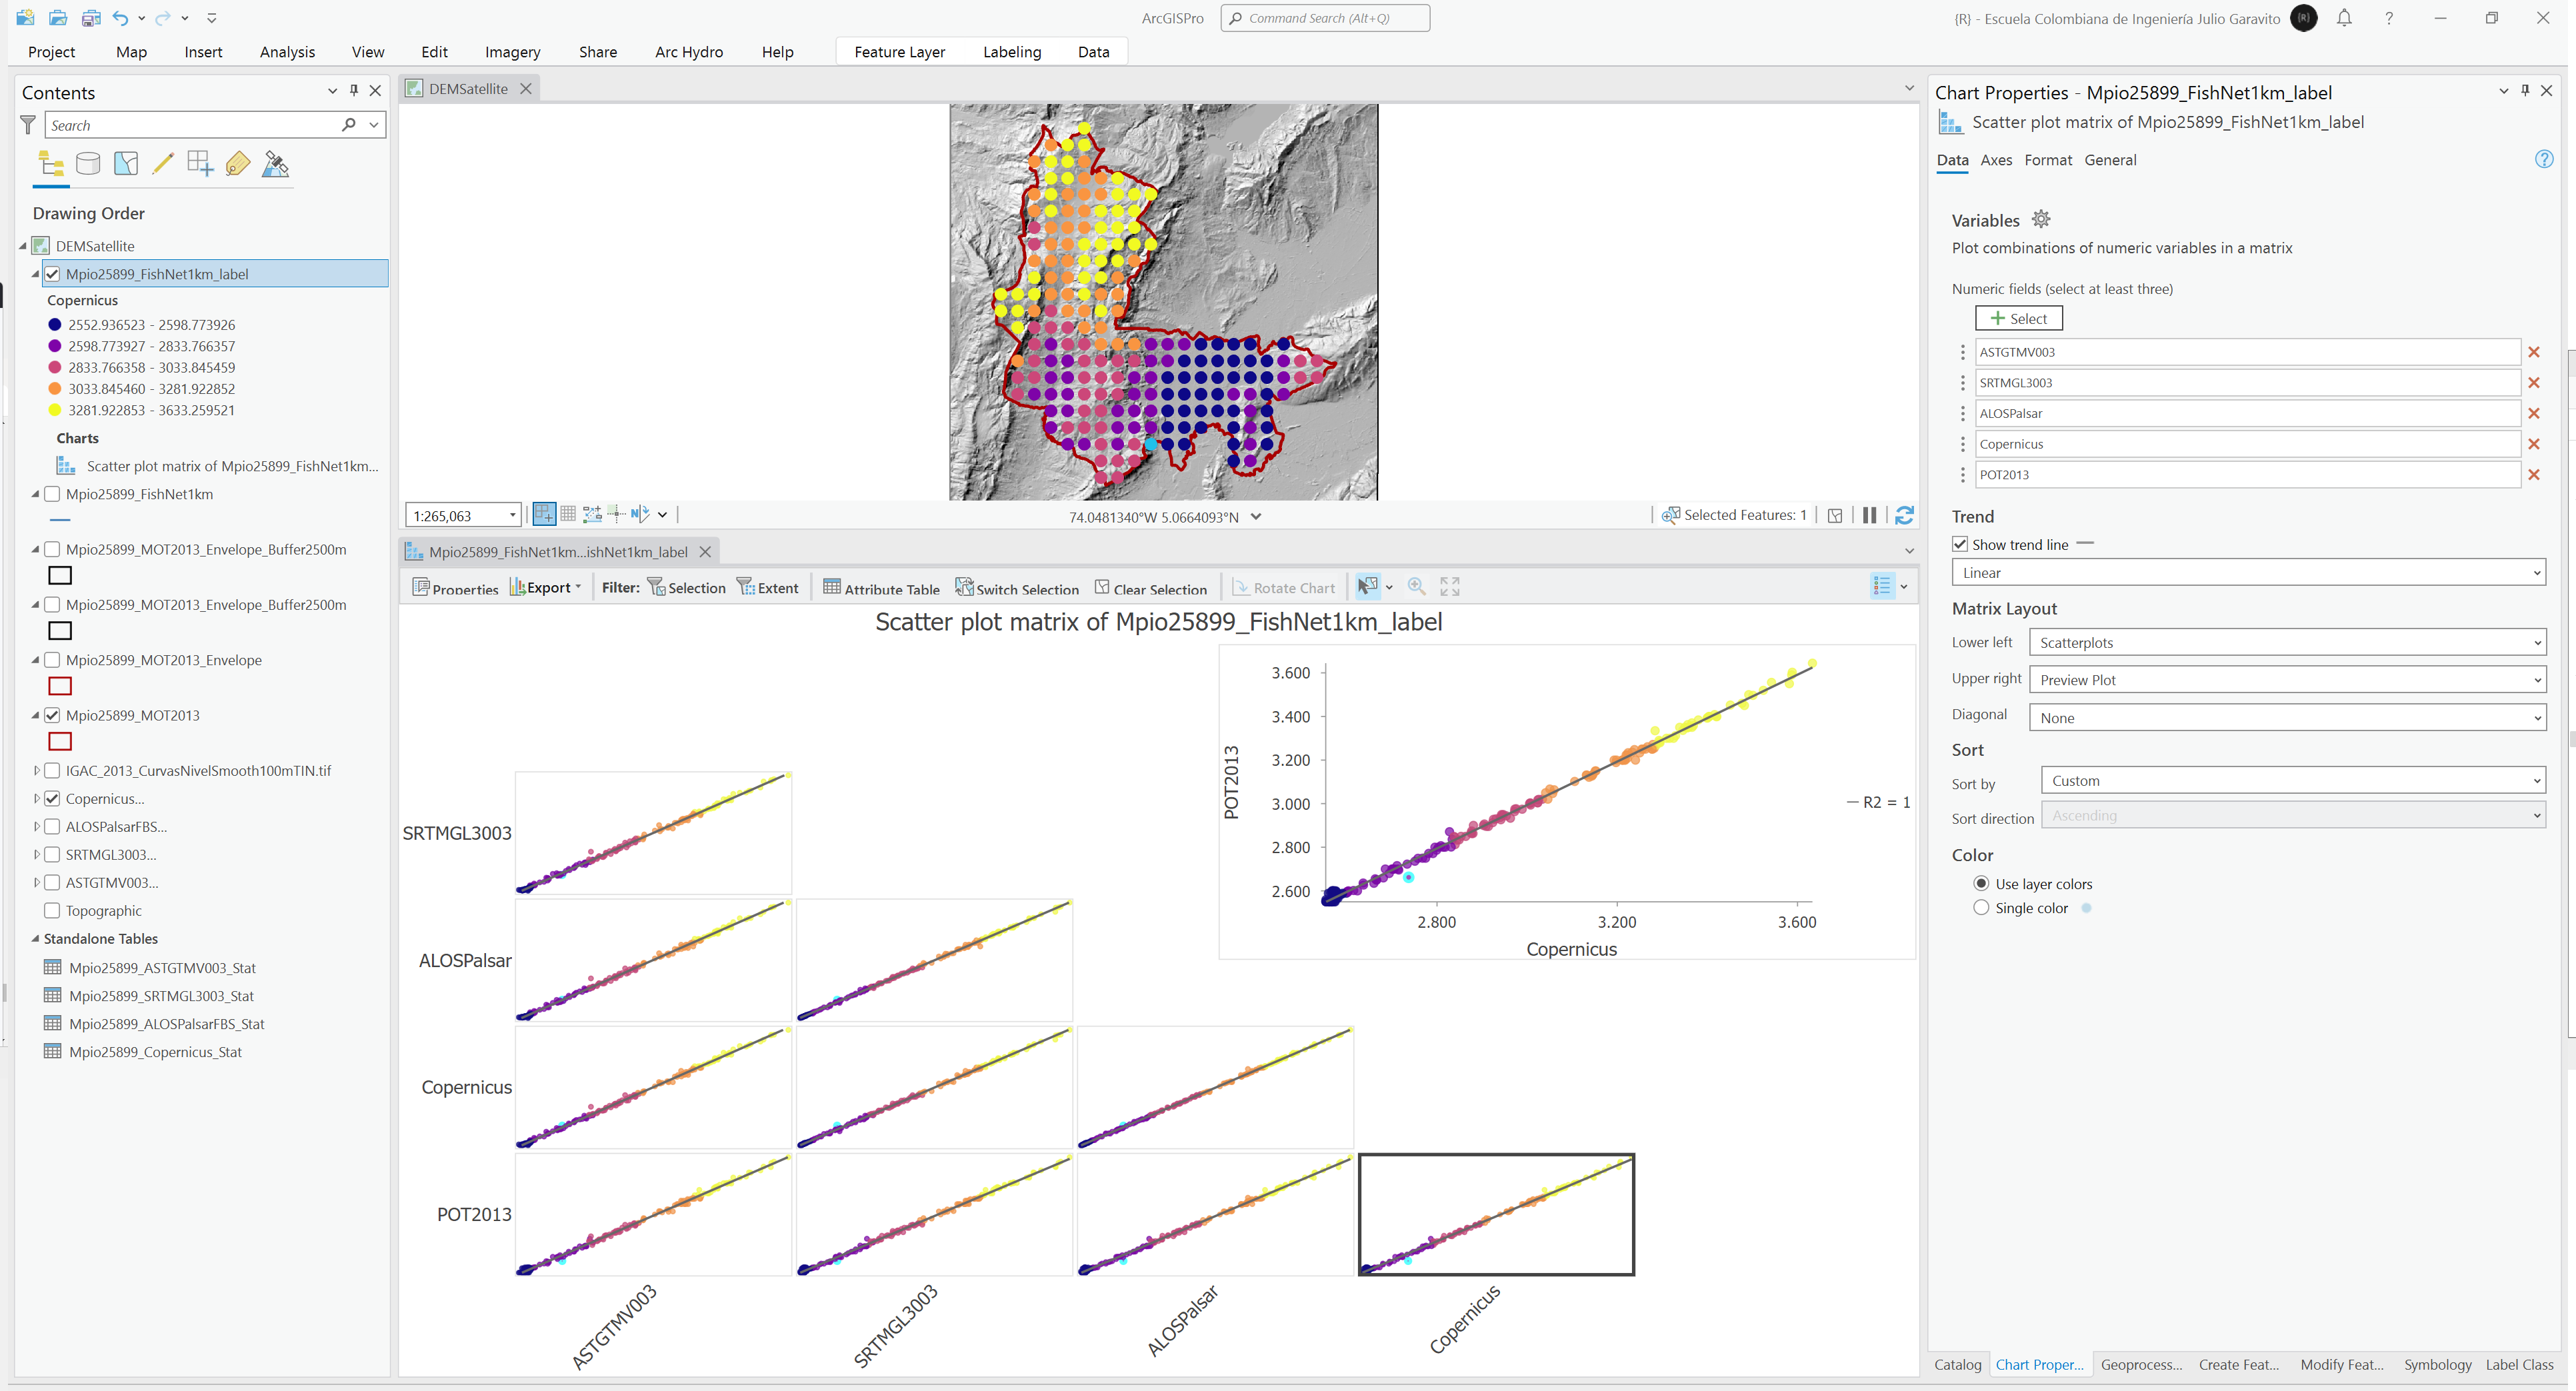 ArcGISPro
Command Search (Alt+Q)
(R) - Escuela Colombiana de Ingeniería Julio Garavito
(R)
?
Project
Map
Insert
Analysis
View
Edit
Imagery
Share
Arc Hydro
Help
Feature Layer
Labeling
Data
Contents
Search
Drawing Order
DEMSatellite
Mpio25899_FishNet1km_label
Copernicus
2552.936523 - 2598.773926
2598.773927 - 2833.766357
2833.766358 - 3033.845459
3033.845460 - 3281.922852
3281.922853 - 3633.259521
Charts
Scatter plot matrix of Mpio25899_FishNet1km...
Mpio25899_FishNet1km
Mpio25899_MOT2013_Envelope_Buffer2500m
Mpio25899_MOT2013_Envelope_Buffer2500m
Mpio25899_MOT2013_Envelope
Mpio25899_MOT2013
IGAC_2013_CurvasNivelSmooth100mTIN.tif
Copernicus...
ALOSPalsarFBS...
SRTMGL3003...
ASTGTMV003...
Topographic
Standalone Tables
Mpio25899_ASTGTMV003_Stat
Mpio25899_SRTMGL3003_Stat
Mpio25899_ALOSPalsarFBS_Stat
Mpio25899_Copernicus_Stat
DEMSatellite
1:265,063
74.0481340°W 5.0664093°N
Selected Features: 1
Mpio25899_FishNet1km...ishNet1km_label
Properties
Export
Filter:
Selection
Extent
Attribute Table
Switch Selection
Clear Selection
Rotate Chart
Scatter plot matrix of Mpio25899_FishNet1km_label
3.600
3.400
3.200
3.000
2.800
2.600
POT2013
2.800
3.200
3.600
Copernicus
R2 = 1
SRTMGL3003
ALOSPalsar
Copernicus
POT2013
ASTGTMV003
SRTMGL3003
ALOSPalsar
Copernicus
Chart Properties - Mpio25899_FishNet1km_label
Scatter plot matrix of Mpio25899_FishNet1km_label
Data
Axes
Format
General
?
Variables
Plot combinations of numeric variables in a matrix
Numeric fields (select at least three)
Select
ASTGTMV003
SRTMGL3003
ALOSPalsar
Copernicus
POT2013
Trend
Show trend line
Linear
Matrix Layout
Lower left
Scatterplots
Upper right
Preview Plot
Diagonal
None
Sort
Sort by
Custom
Sort direction
Ascending
Color
Use layer colors
Single color
Catalog
Chart Proper...
Geoprocess...
Create Feat...
Modify Feat...
Symbology
Label Class